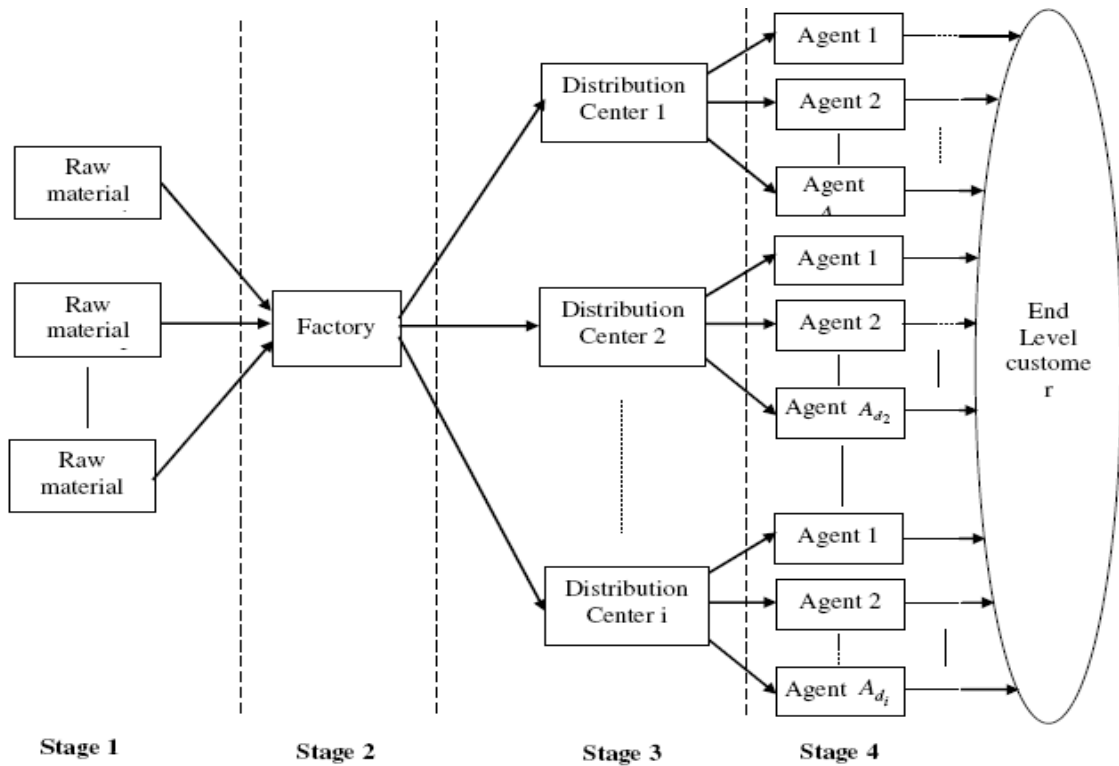 Raw
material
Raw
material
Raw
material
Factory
Distribution
Center 1
Distribution
Center 2
Distribution
Center i
Agent 1
Agent 2
Agent
Agent 1
Agent 2
Agent A_{d_2}
Agent 1
Agent 2
Agent A_{d_i}
End
Level
custome
r
Stage 1
Stage 2
Stage 3
Stage 4